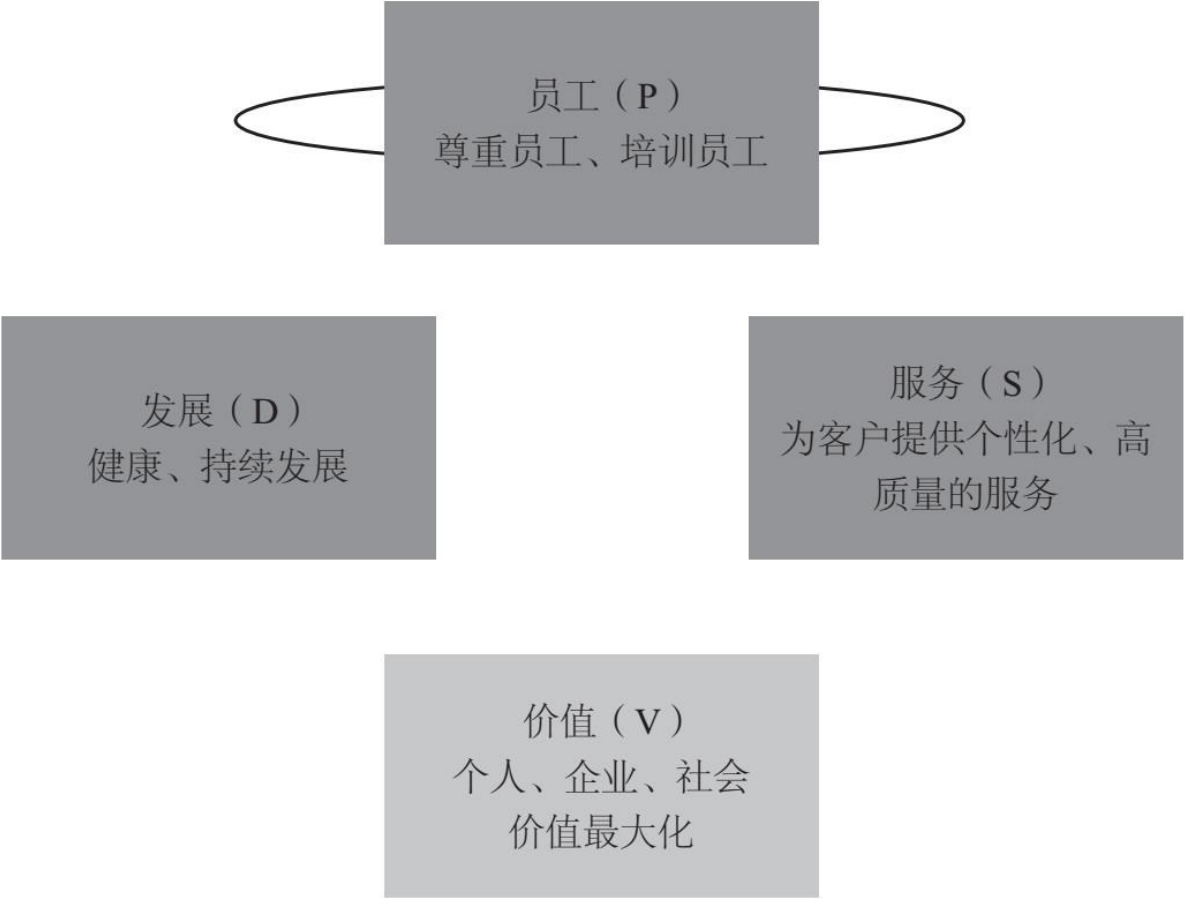 员工（P）
尊重员工、培训员工
发展（D）
健康、持续发展
服务（S）
为客户提供个性化、高
质量的服务
价值（V）
个人、企业、社会
价值最大化